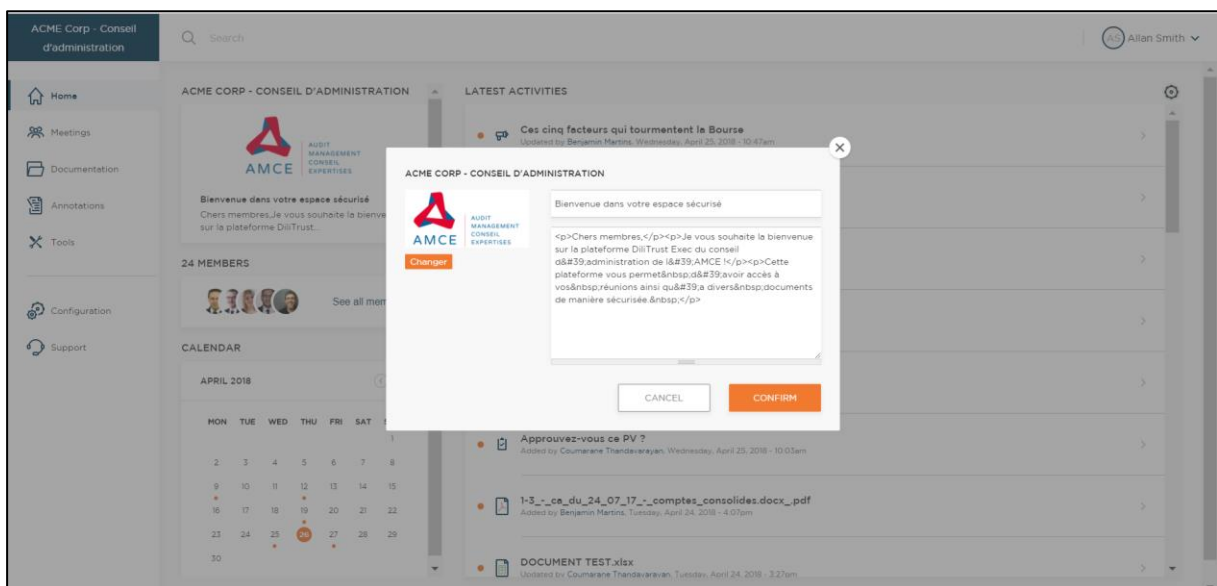 ACME Corp - Conseil
d'administration
Search
AS Allan Smith
Home
Meetings
Documentation
Annotations
Tools
Configuration
Support
ACME CORP - CONSEIL D'ADMINISTRATION
AMCE
AUDIT
MANAGEMENT
CONSEIL
EXPERTISES
Bienvenue dans votre espace sécurisé
Chers membres,Je vous souhaite la bienve
sur la plateforme DiliTrust...
24 MEMBERS
See all mem
CALENDAR
APRIL 2018
MON TUE WED THU FRI SAT
1
2 3 4 5 6 7 8
9 10 11 12 13 14 15
16 17 18 19 20 21 22
23 24 25 26 27 28 29
30
LATEST ACTIVITIES
Ces cinq facteurs qui tourmentent la Bourse
Updated by Benjamin Martins, Wednesday, April 25, 2018 - 10:47am
ACME CORP - CONSEIL D'ADMINISTRATION
AMCE
AUDIT
MANAGEMENT
CONSEIL
EXPERTISES
Changer
Bienvenue dans votre espace sécurisé
<p>Chers membres,</p><p>Je vous souhaite la bienvenue
sur la plateforme DiliTrust Exec du conseil
d&#39;administration de l&#39;AMCE !</p><p>Cette
plateforme vous permet&nbsp;d&#39;avoir accès à
vos&nbsp;réunions ainsi qu&#39;a divers&nbsp;documents
de manière sécurisée.&nbsp;</p>
CANCEL
CONFIRM
Approuvez-vous ce PV ?
Added by Coumarane Thandavarayan, Wednesday, April 25, 2018 - 10:03am
1-3_-_ca_du_24_07_17_-_comptes_consolides.docx_.pdf
Added by Benjamin Martins, Tuesday, April 24, 2018 - 4:07pm
DOCUMENT TEST.xlsx
Updated by Coumarane Thandavarayan, Tuesday, April 24, 2018 - 3:27pm